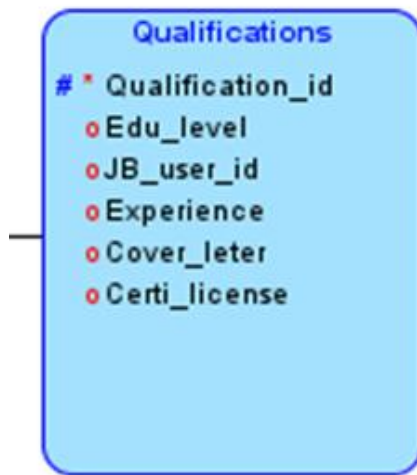 Qualifications
# * Qualification_id
o Edu_level
o JB_user_id
o Experience
o Cover_leter
o Certi_license